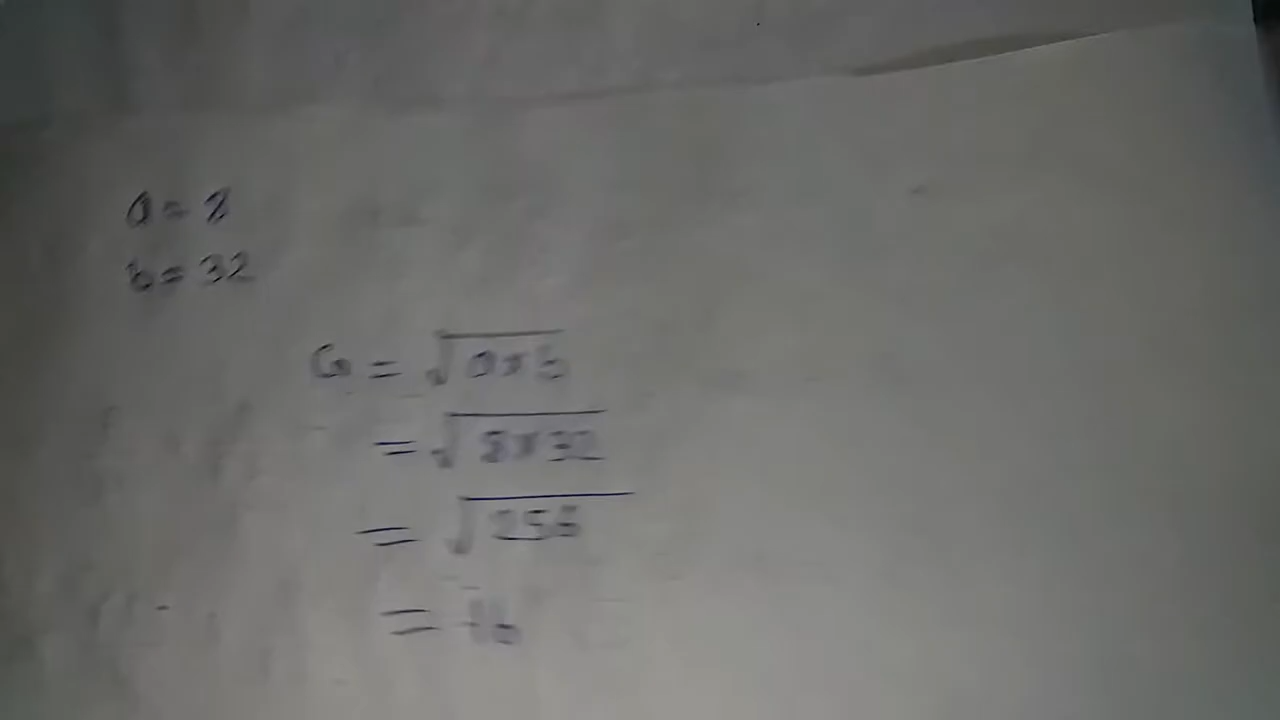 a = 8
b = 32
G = √a×b
= √8×32
= √256
= 16